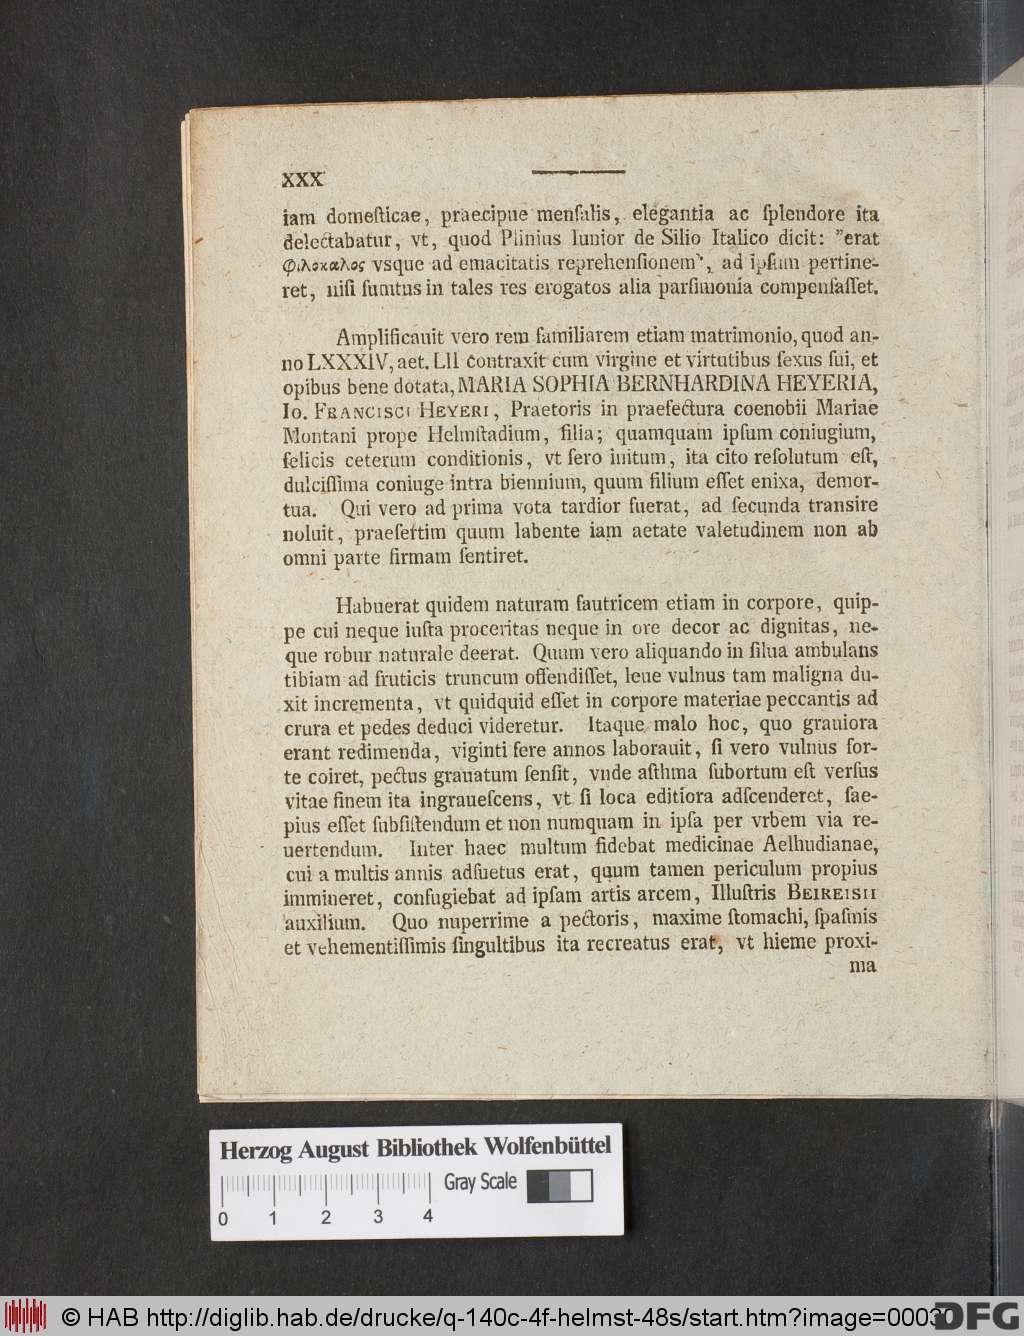 XXX
iam domeſticae, praecipue menſalis, elegantia ac ſplendore ita
delectabatur, vt, quod Plinius Iunior de Silio Italico dicit: ”erat
φιλοκαλος vsque ad emacitatis reprehenſionem”, ad ipſum pertine-
ret, niſi ſumtus in tales res erogatos alia parſimonia compenſaſſet.
Amplificauit vero rem familiarem etiam matrimonio, quod an-
no LXXXIV, aet. LII contraxit cum virgine et virtutibus ſexus ſui, et
opibus bene dotata, MARIA SOPHIA BERNHARDINA HEYERIA,
Io. FRANCISCI HEYERI, Praetoris in praefectura coenobii Mariae
Montani prope Helmſtadium, filia; quamquam ipſum coniugium,
felicis ceterum conditionis, vt ſero initum, ita cito reſolutum eſt,
dulciſſima coniuge intra biennium, quum filium eſſet enixa, demor-
tua. Qui vero ad prima vota tardior fuerat, ad ſecunda transire
noluit, praeſertim quum labente iam aetate valetudinem non ab
omni parte firmam ſentiret.
Habuerat quidem naturam fautricem etiam in corpore, quip-
pe cui neque iuſta proceritas neque in ore decor ac dignitas, ne-
que robur naturale deerat. Quum vero aliquando in ſilua ambulans
tibiam ad fruticis truncum offendiſſet, leue vulnus tam maligna du-
xit incrementa, vt quidquid eſſet in corpore materiae peccantis ad
crura et pedes deduci videretur. Itaque malo hoc, quo grauiora
erant redimenda, viginti fere annos laborauit, ſi vero vulnus for-
te coiret, pectus grauatum ſenſit, vnde aſthma ſubortum eſt verſus
vitae finem ita ingraueſcens, vt ſi loca editiora adſcenderet, ſae-
pius eſſet ſubſiſtendum et non numquam in ipſa per vrbem via re-
uertendum. Inter haec multum fidebat medicinae Aelhudianae,
cui a multis annis adſuetus erat, quum tamen periculum propius
immineret, confugiebat ad ipſam artis arcem, Illuſtris BEIREISII
auxilium. Quo nuperrime a pectoris, maxime ſtomachi, ſpaſmis
et vehementiſſimis ſingultibus ita recreatus erat, vt hieme proxi-
ma
Herzog August Bibliothek Wolfenbüttel
Gray Scale
0 1 2 3 4
© HAB http://diglib.hab.de/drucke/q-140c-4f-helmst-48s/start.htm?image=00030
DFG